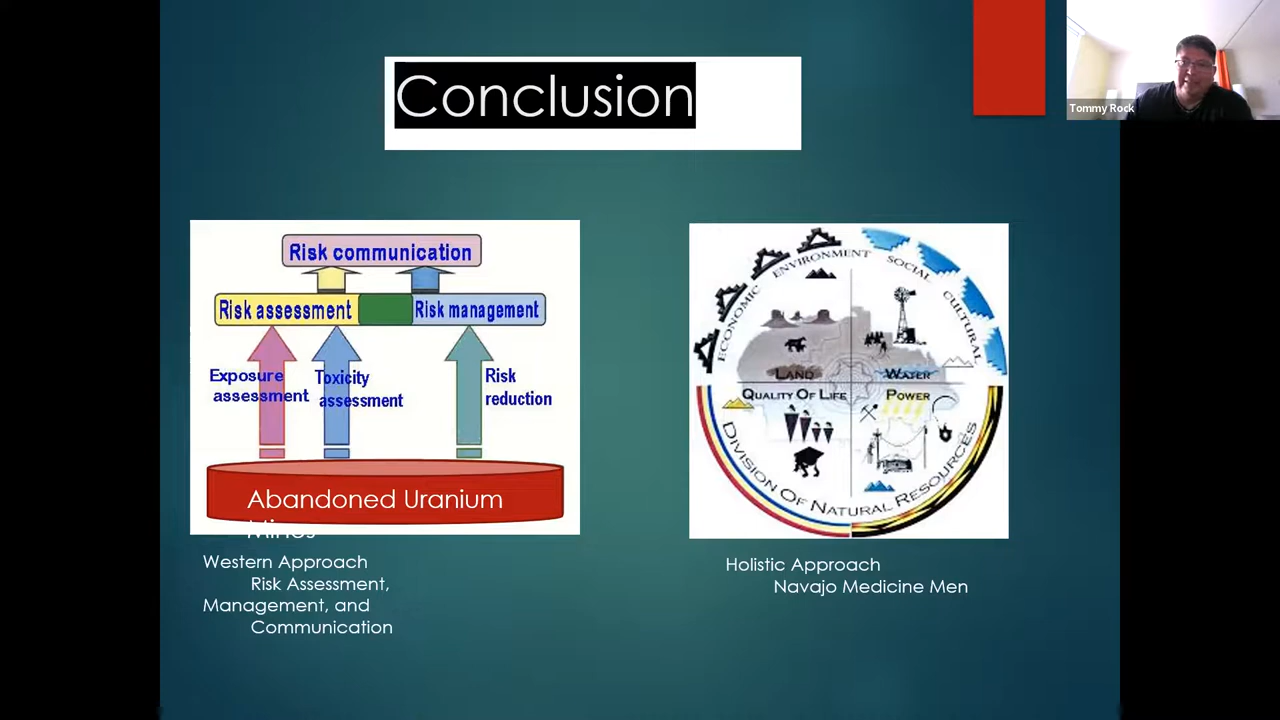 Conclusion
Tommy Rock
Risk communication
Risk assessment
Risk management
Exposure
assessment
Toxicity
assessment
Risk
reduction
Abandoned Uranium
Mines
Western Approach
Risk Assessment,
Management, and
Communication
ECONOMIC ENVIRONMENT SOCIAL CULTURAL
LAND
WATER
QUALITY OF LIFE
POWER
DIVISION OF NATURAL RESOURCES
Holistic Approach
Navajo Medicine Men